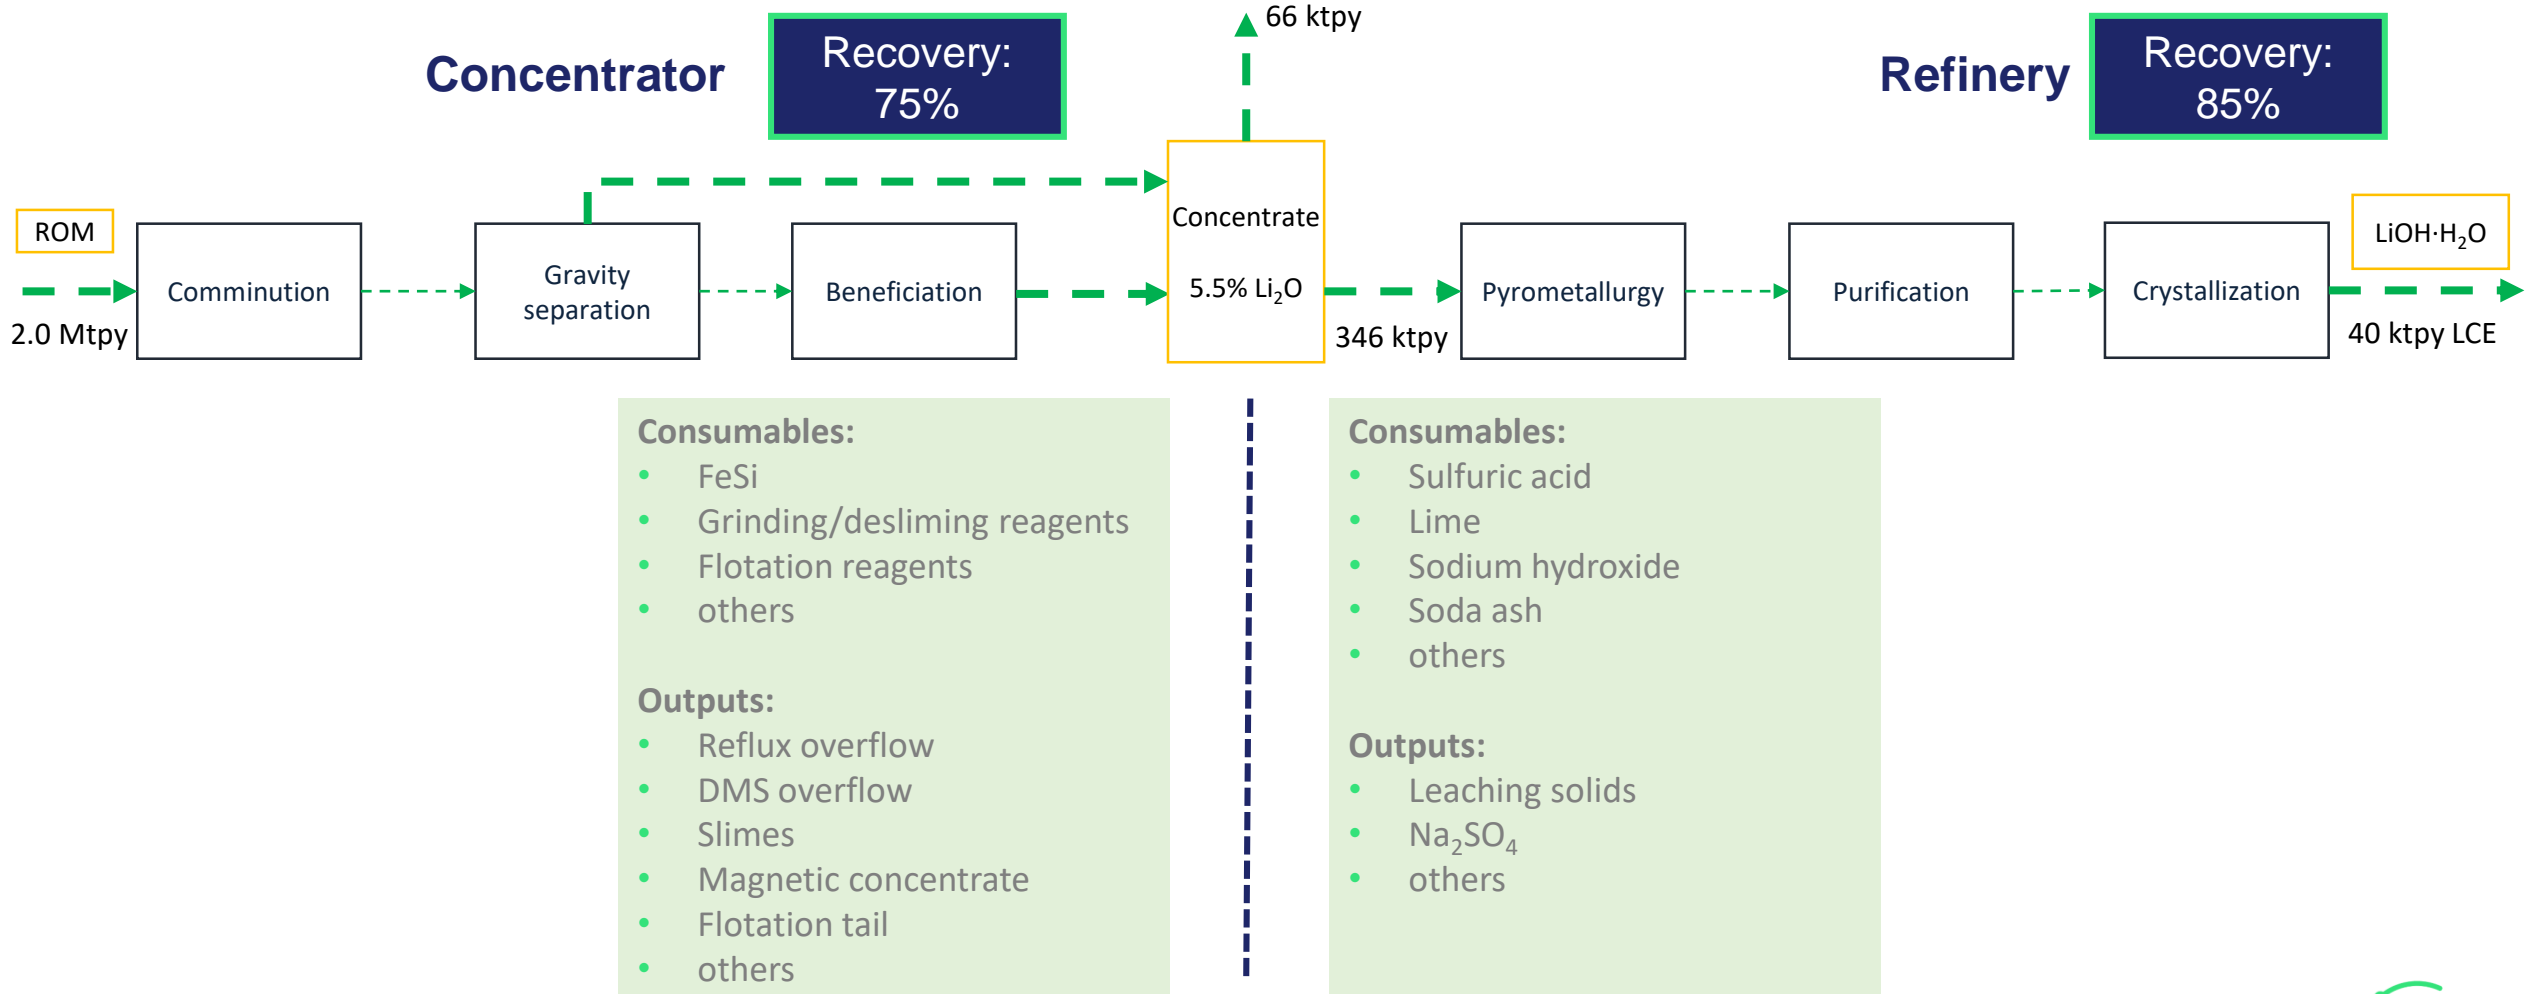 66 ktpy
Concentrator
Recovery:
75%
Refinery
Recovery:
85%
ROM
2.0 Mtpy
Comminution
Gravity
separation
Beneficiation
Concentrate
5.5% Li₂O
346 ktpy
Pyrometallurgy
Purification
Crystallization
LiOH·H₂O
40 ktpy LCE
Consumables:
• FeSi
• Grinding/desliming reagents
• Flotation reagents
• others
Outputs:
• Reflux overflow
• DMS overflow
• Slimes
• Magnetic concentrate
• Flotation tail
• others
Consumables:
• Sulfuric acid
• Lime
• Sodium hydroxide
• Soda ash
• others
Outputs:
• Leaching solids
• Na₂SO₄
• others